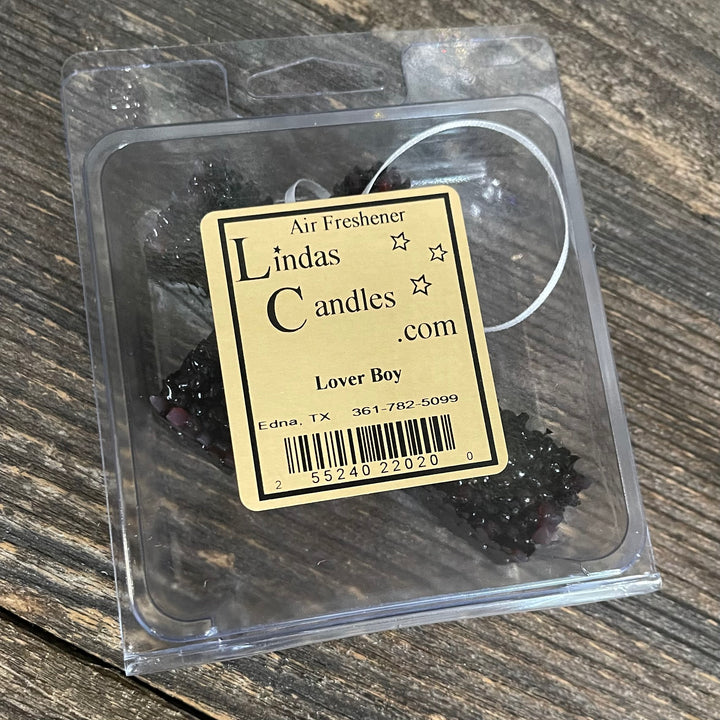 Air Freshener
Lindas
Candles
.com
Lover Boy
Edna, TX 361-782-5099
2 55240 22020 0